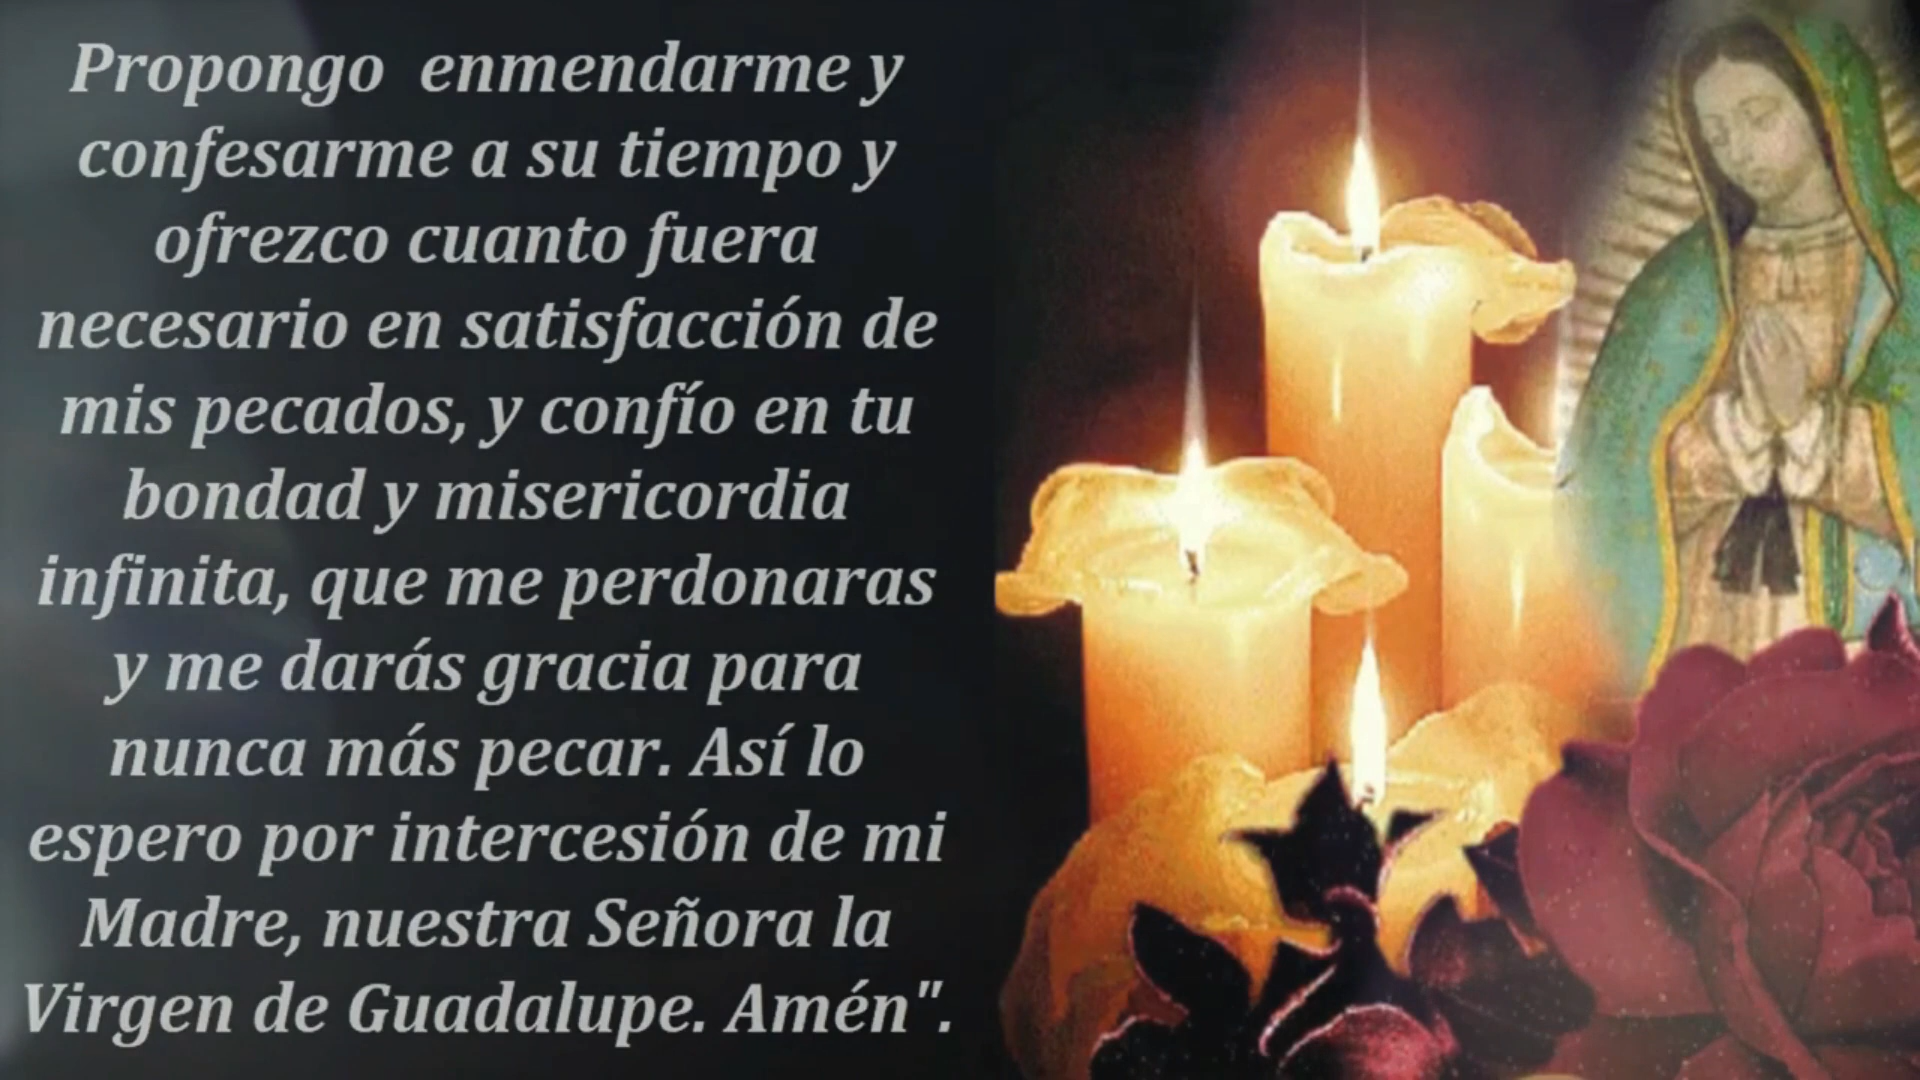 Propongo enmendarme y
confesarme a su tiempo y
ofrezco cuanto fuera
necesario en satisfacción de
mis pecados, y confío en tu
bondad y misericordia
infinita, que me perdonaras
y me darás gracia para
nunca más pecar. Así lo
espero por intercesión de mi
Madre, nuestra Señora la
Virgen de Guadalupe. Amén".